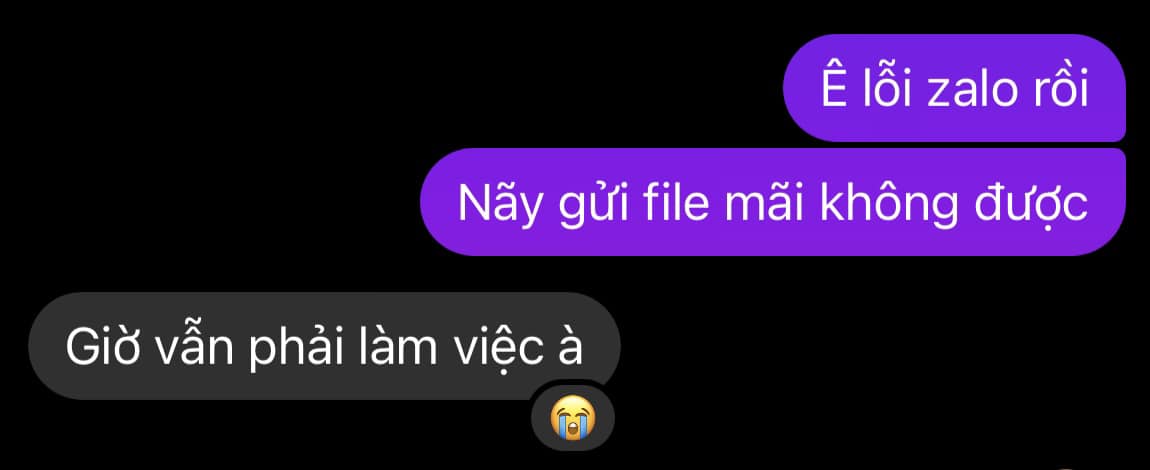 Ê lỗi zalo rồi
Nãy gửi file mãi không được
Giờ vẫn phải làm việc à